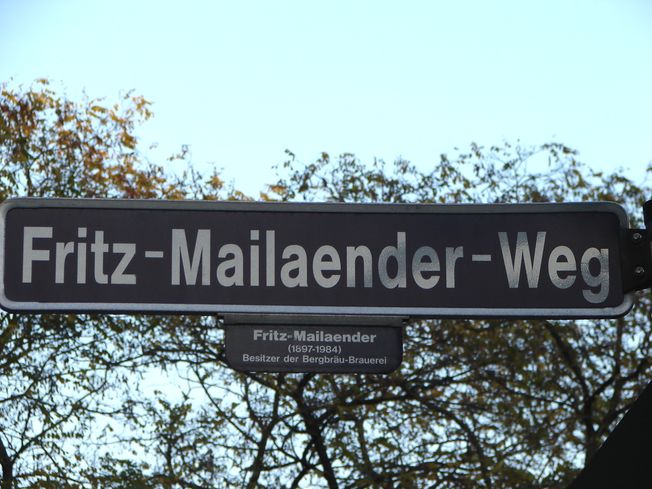 Fritz-Mailaender-Weg
Fritz-Mailaender
(1897-1984)
Besitzer der Bergbräu-Brauerei